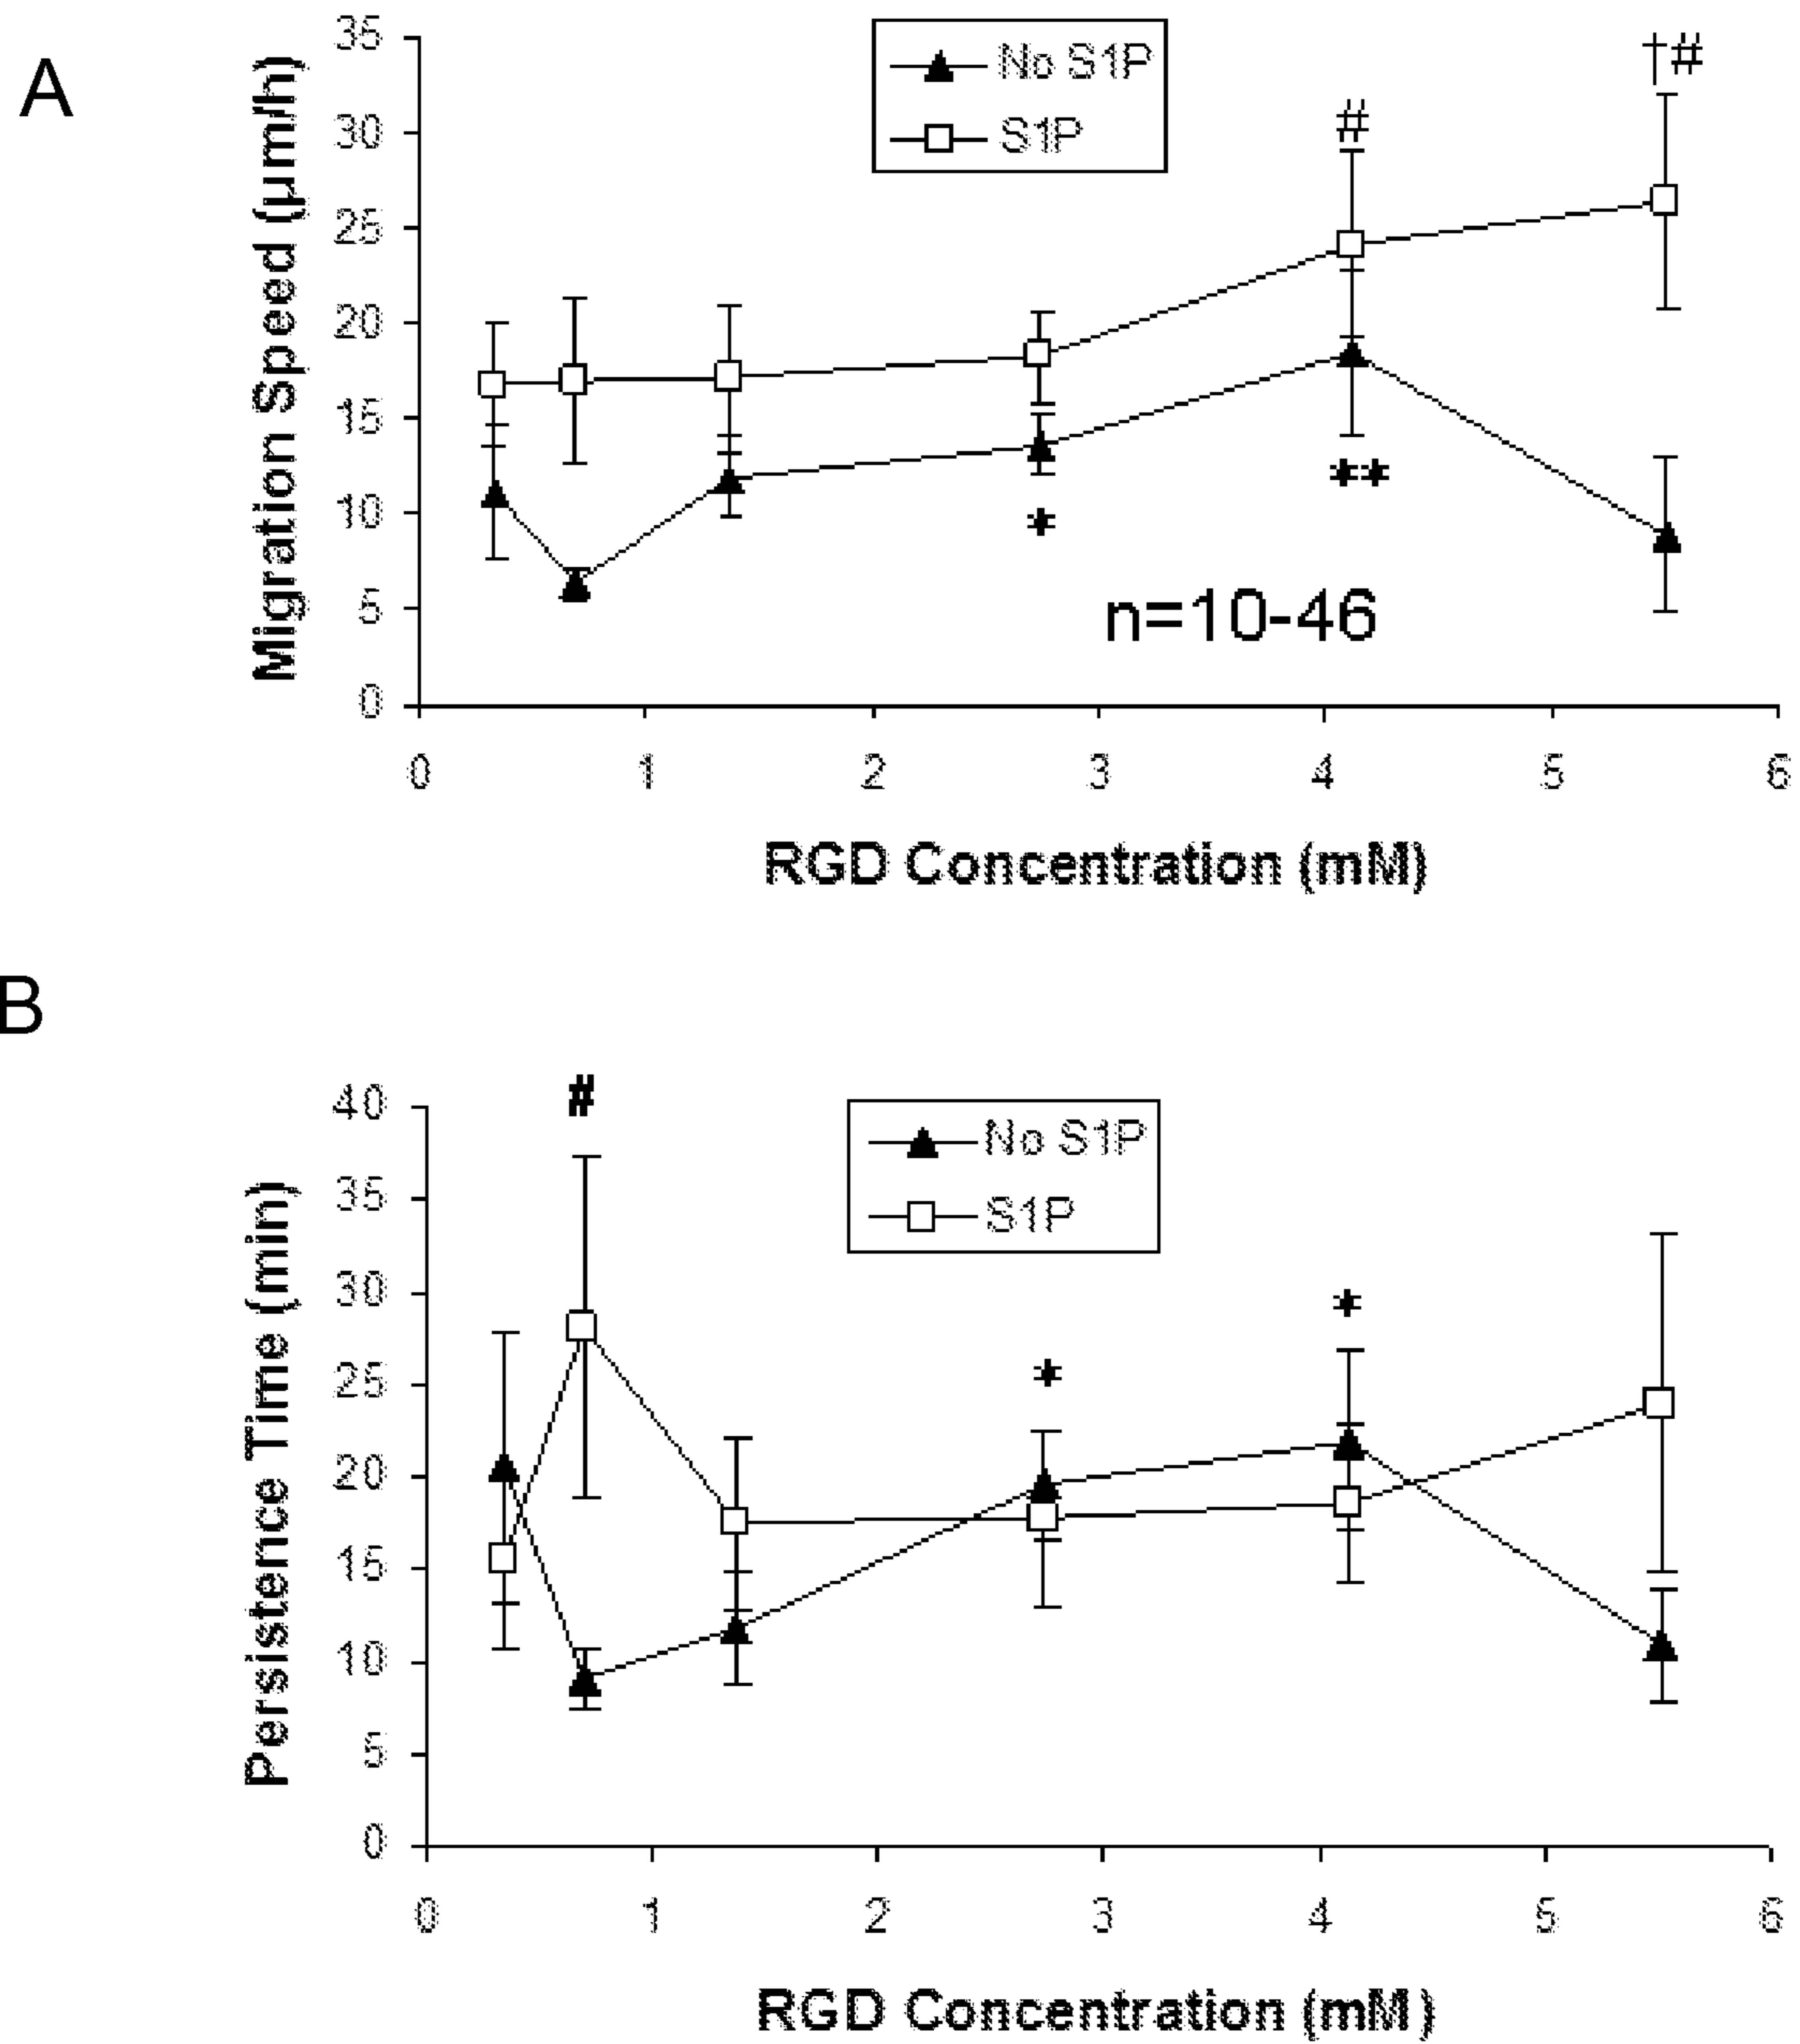 A
35
30
25
20
15
10
5
0
Migration Speed (µm/h)
No S1P
S1P
#
†#
*
**
n=10-46
0 1 2 3 4 5 6
RGD Concentration (mM)
B
#
40
35
30
25
20
15
10
5
0
Persistence Time (min)
No S1P
S1P
*
*
0 1 2 3 4 5 6
RGD Concentration (mM)